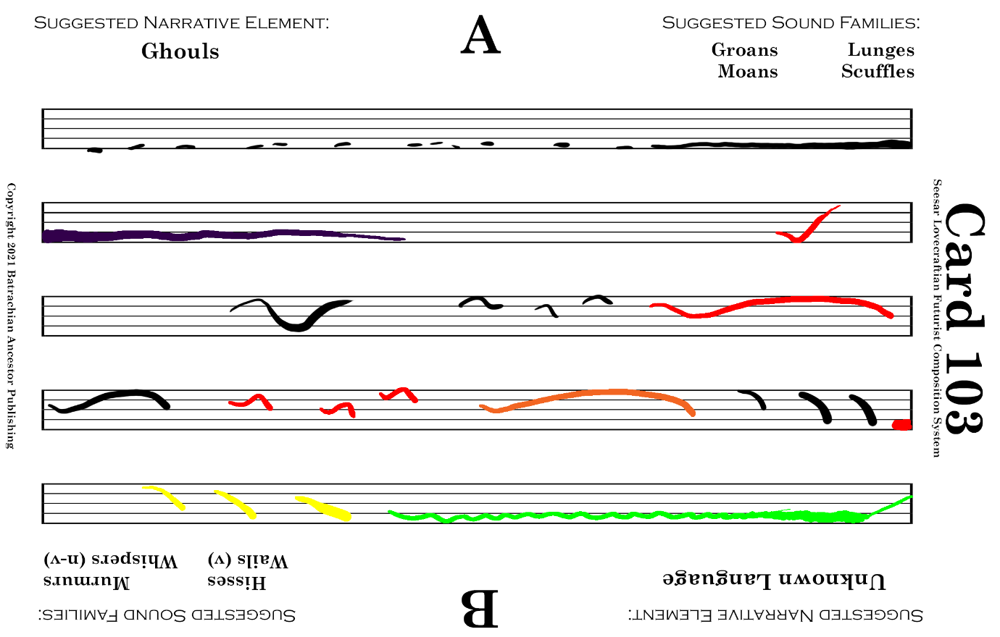 Suggested Narrative Element:
Ghouls
A
Suggested Sound Families:
Groans Lunges
Moans Scuffles
Copyright 2021 Batrachian Ancestor Publishing
Card 103
Seesar Lovecraftian Futurist Composition System
Suggested Narrative Element:
Unknown Language
B
Suggested Sound Families:
Hisses Murmurs
Wails (v) Whispers (n-v)